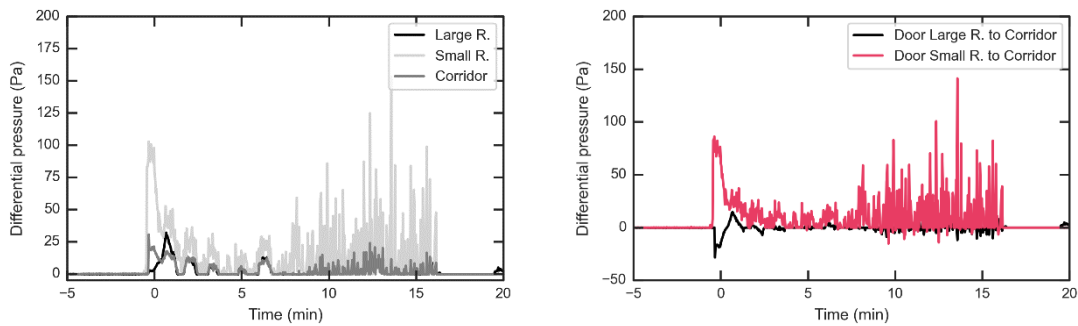 200
175
150
125
100
75
50
25
0
Differential pressure (Pa)
−5 0 5 10 15 20
Time (min)
Large R.
Small R.
Corridor
200
150
100
50
0
−50
Differential pressure (Pa)
−5 0 5 10 15 20
Time (min)
Door Large R. to Corridor
Door Small R. to Corridor